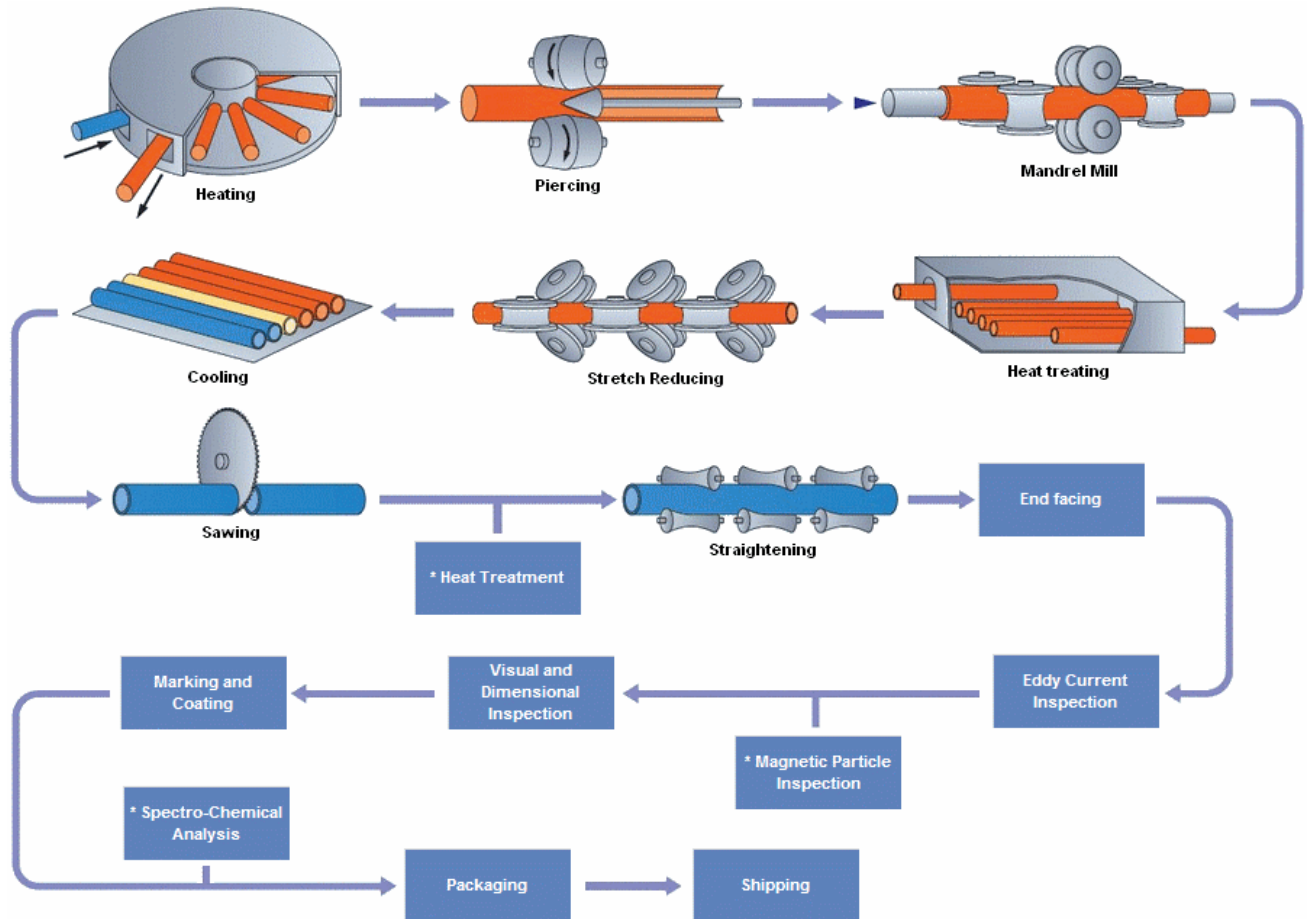 Heating
Piercing
Mandrel Mill
Heat treating
Stretch Reducing
Cooling
Sawing
* Heat Treatment
Straightening
End facing
Eddy Current
Inspection
* Magnetic Particle
Inspection
Visual and
Dimensional
Inspection
Marking and
Coating
* Spectro-Chemical
Analysis
Packaging
Shipping